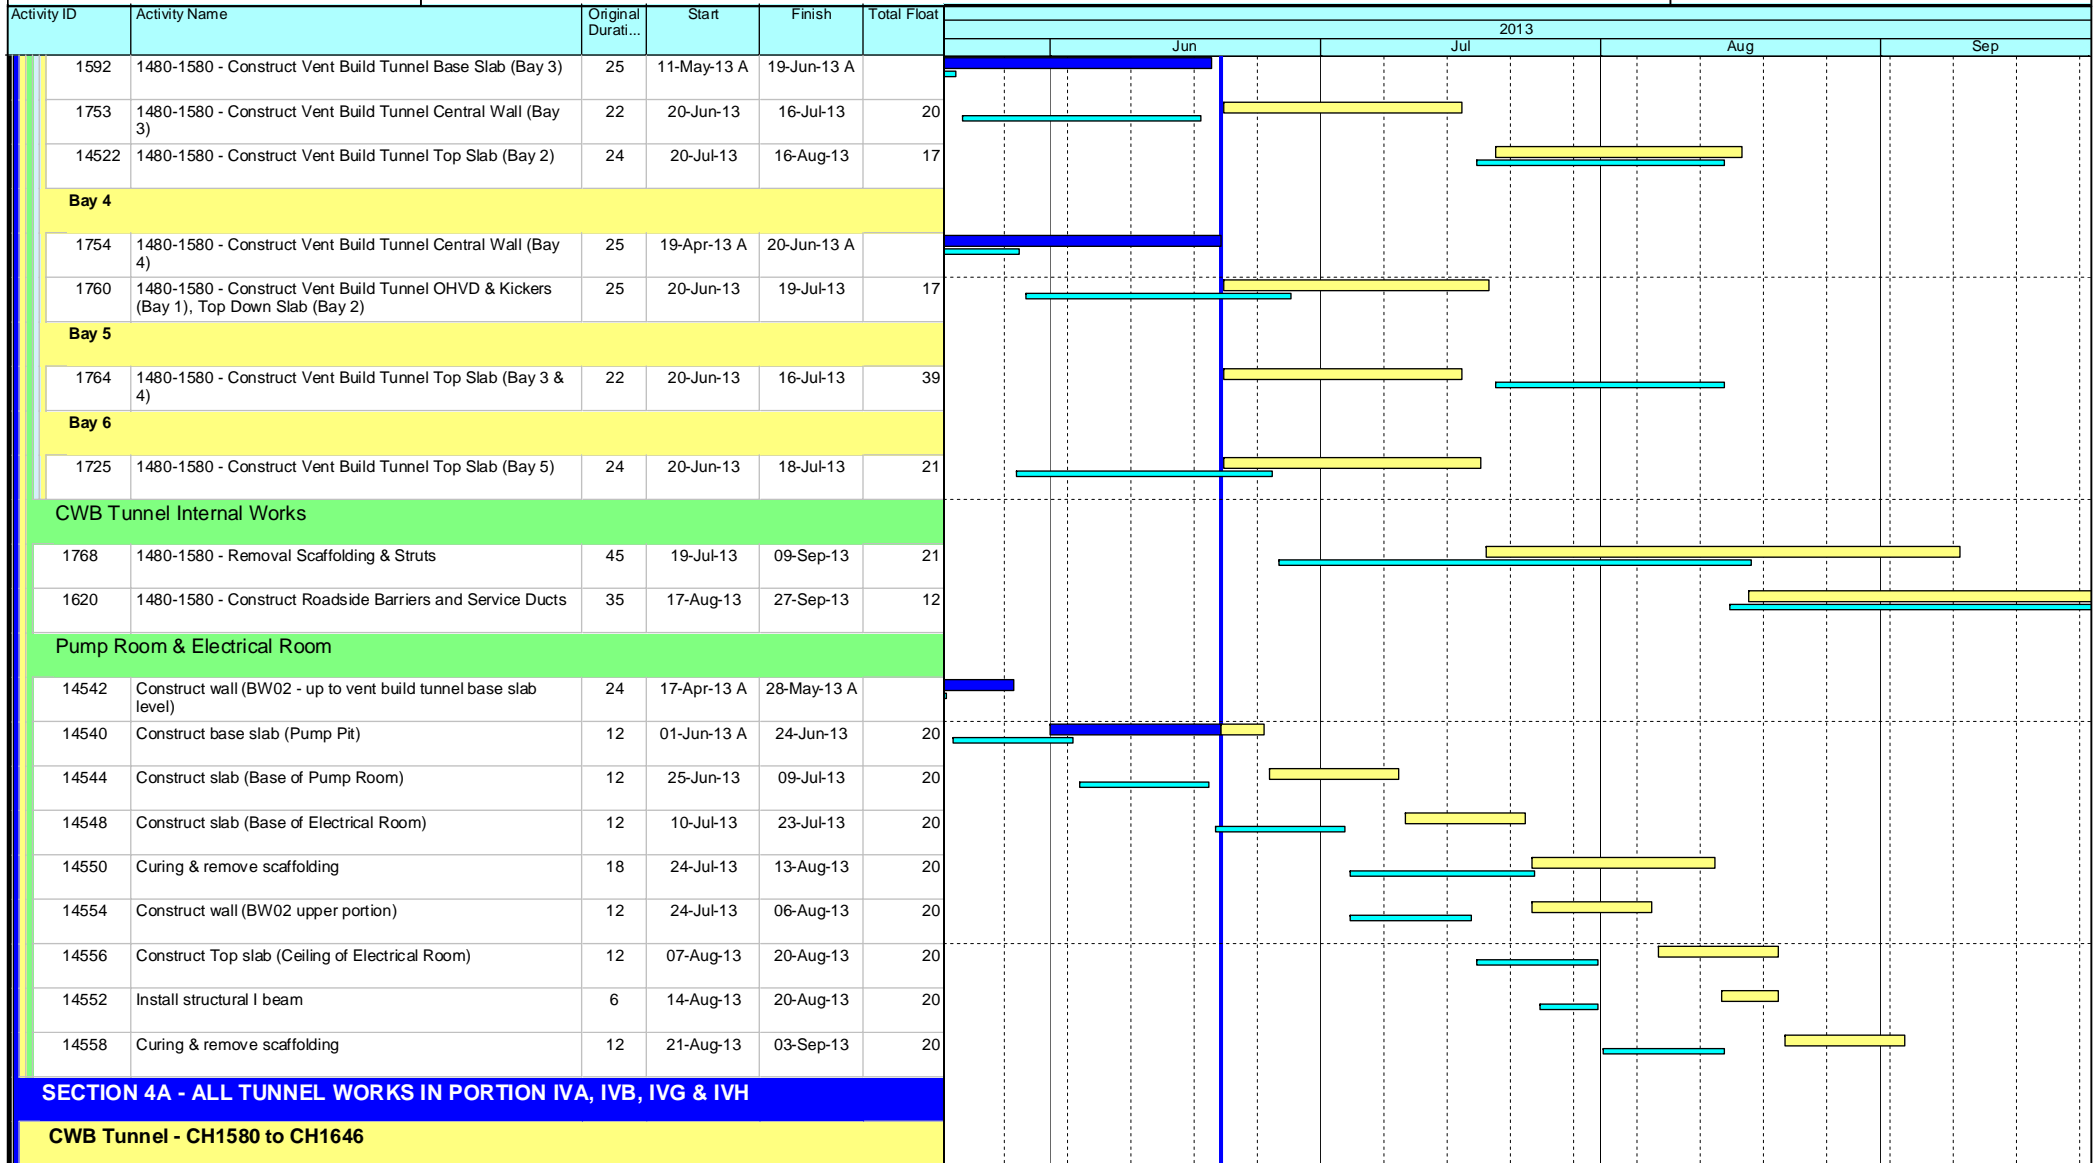 Activity ID Activity Name Original Start Finish Total Float
Durati...
2013
Jun Jul Aug Sep
1592 1480-1580 - Construct Vent Build Tunnel Base Slab (Bay 3) 25 11-May-13 A 19-Jun-13 A
1753 1480-1580 - Construct Vent Build Tunnel Central Wall (Bay 22 20-Jun-13 16-Jul-13 20
3)
14522 1480-1580 - Construct Vent Build Tunnel Top Slab (Bay 2) 24 20-Jul-13 16-Aug-13 17
Bay 4
1754 1480-1580 - Construct Vent Build Tunnel Central Wall (Bay 25 19-Apr-13 A 20-Jun-13 A
4)
1760 1480-1580 - Construct Vent Build Tunnel OHVD & Kickers 25 20-Jun-13 19-Jul-13 17
(Bay 1), Top Down Slab (Bay 2)
Bay 5
1764 1480-1580 - Construct Vent Build Tunnel Top Slab (Bay 3 & 22 20-Jun-13 16-Jul-13 39
4)
Bay 6
1725 1480-1580 - Construct Vent Build Tunnel Top Slab (Bay 5) 24 20-Jun-13 18-Jul-13 21
CWB Tunnel Internal Works
1768 1480-1580 - Removal Scaffolding & Struts 45 19-Jul-13 09-Sep-13 21
1620 1480-1580 - Construct Roadside Barriers and Service Ducts 35 17-Aug-13 27-Sep-13 12
Pump Room & Electrical Room
14542 Construct wall (BW02 - up to vent build tunnel base slab 24 17-Apr-13 A 28-May-13 A
level)
14540 Construct base slab (Pump Pit) 12 01-Jun-13 A 24-Jun-13 20
14544 Construct slab (Base of Pump Room) 12 25-Jun-13 09-Jul-13 20
14548 Construct slab (Base of Electrical Room) 12 10-Jul-13 23-Jul-13 20
14550 Curing & remove scaffolding 18 24-Jul-13 13-Aug-13 20
14554 Construct wall (BW02 upper portion) 12 24-Jul-13 06-Aug-13 20
14556 Construct Top slab (Ceiling of Electrical Room) 12 07-Aug-13 20-Aug-13 20
14552 Install structural I beam 6 14-Aug-13 20-Aug-13 20
14558 Curing & remove scaffolding 12 21-Aug-13 03-Sep-13 20
SECTION 4A - ALL TUNNEL WORKS IN PORTION IVA, IVB, IVG & IVH
CWB Tunnel - CH1580 to CH1646